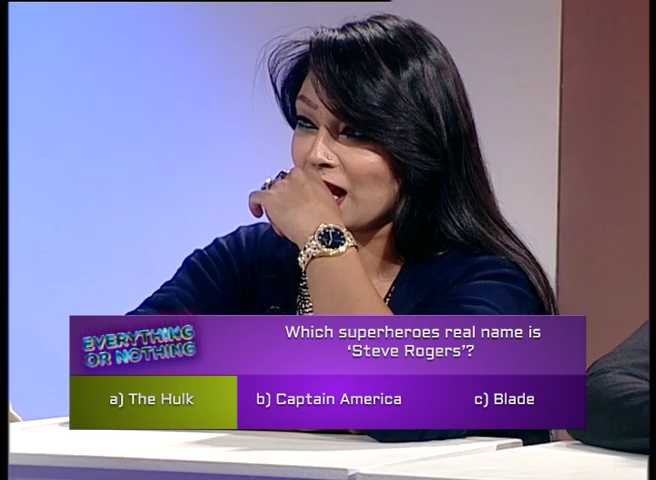 EVERYTHING
OR NOTHING
Which superheroes real name is
‘Steve Rogers’?
a) The Hulk
b) Captain America
c) Blade